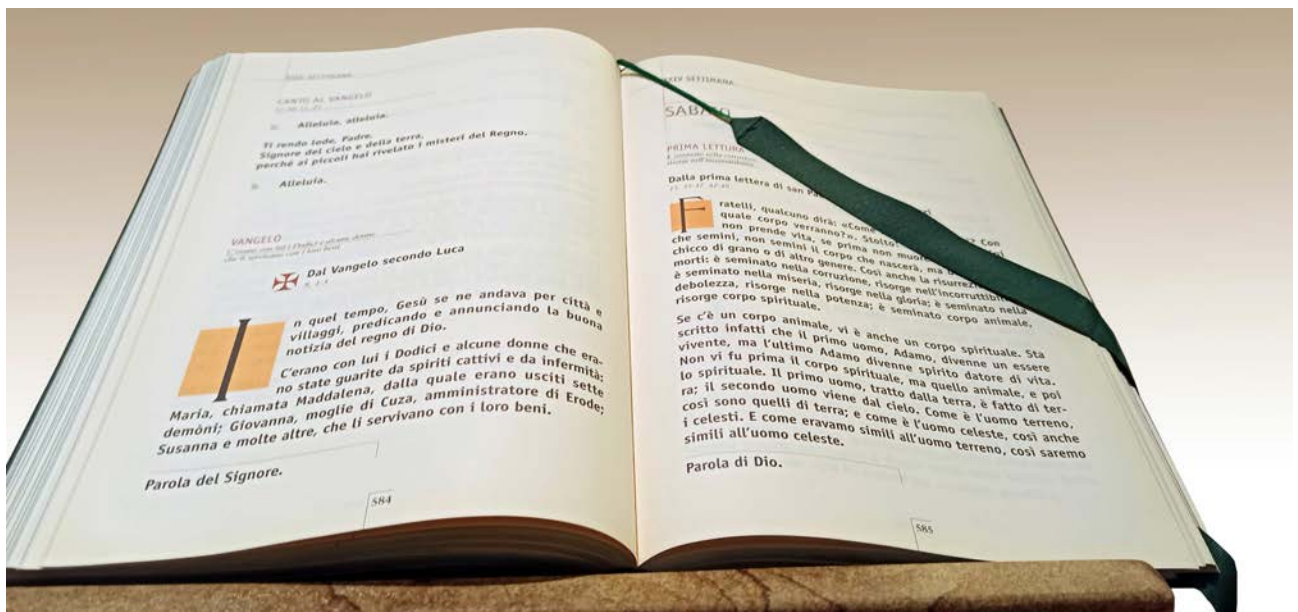 XXIV SETTIMANA
CANTO AL VANGELO
Alleluia, alleluia.
Ti rendo lode, Padre,
Signore del cielo e della terra,
perché ai piccoli hai rivelato i misteri del Regno.
Alleluia.
VANGELO
Dal Vangelo secondo Luca
8, 1-3
In quel tempo, Gesù se ne andava per città e
villaggi, predicando e annunciando la buona
notizia del regno di Dio.
C'erano con lui i Dodici e alcune donne che era-
no state guarite da spiriti cattivi e da infermità:
Maria, chiamata Maddalena, dalla quale erano usciti sette
demòni; Giovanna, moglie di Cuza, amministratore di Erode;
Susanna e molte altre, che li servivano con i loro beni.
Parola del Signore.
584
XXIV SETTIMANA
SABATO
PRIMA LETTURA
Dalla prima lettera di san
Fratelli, qualcuno dirà: «Come
quale corpo verranno?». Stolto! Con
non prende vita, se prima non muore
che semini, non semini il corpo che nascerà, ma
chicco di grano o di altro genere. Così anche la risurrezione
morti: è seminato nella corruzione, risorge nell'incorruttibilità
è seminato nella miseria, risorge nella gloria; è seminato nella
debolezza, risorge nella potenza; è seminato corpo animale,
risorge corpo spirituale.
Se c'è un corpo animale, vi è anche un corpo spirituale. Sta
scritto infatti che il primo uomo, Adamo, divenne un essere
vivente, ma l'ultimo Adamo divenne spirito datore di vita.
Non vi fu prima il corpo spirituale, ma quello animale, e poi
lo spirituale. Il primo uomo, tratto dalla terra, è fatto di ter-
ra; il secondo uomo viene dal cielo. Come è l'uomo terreno,
così sono quelli di terra; e come è l'uomo celeste, così anche
i celesti. E come eravamo simili all'uomo terreno, così saremo
simili all'uomo celeste.
Parola di Dio.
585